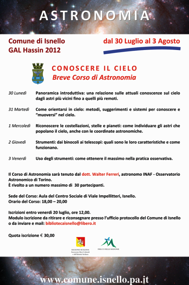 ASTRONOMIA
Comune di Isnello
GAL Hassin 2012
dal 30 Luglio al 3 Agosto
CONOSCERE IL CIELO
Breve Corso di Astronomia
30 Lunedì Panoramica introduttiva: una relazione sulle attuali conoscenze sul cielo
dagli astri più vicini fino a quelli più remoti.
31 Martedì Come orientarsi in cielo: metodi, suggerimenti e sistemi per conoscere e
"muoversi" nel cielo.
1 Mercoledì Riconoscere le costellazioni, stelle e pianeti: come individuare gli astri che
popolano il cielo, anche con le coordinate astronomiche.
2 Giovedì Strumenti: dai binocoli ai telescopi: quali sono le loro caratteristiche e come
funzionano.
3 Venerdì Uso degli strumenti: come ottenere il massimo nella pratica osservativa.
Il Corso di Astronomia sarà tenuto dal dott. Walter Ferreri, astronomo INAF - Osservatorio
Astronomico di Torino.
È rivolto a un numero massimo di 30 partecipanti.
Sede del Corso: Aula del Centro Sociale di Viale Impellitteri, Isnello.
Orario del Corso: 18,00 – 20,00
Iscrizioni entro venerdì 20 luglio, ore 12,00.
Modulo iscrizione da ritirare e riconsegnare presso l'ufficio protocollo del Comune di Isnello
o da inviare e mail: bibliotecaisnello@libero.it
Quota iscrizione € 30,00
www.comune.isnello.pa.it